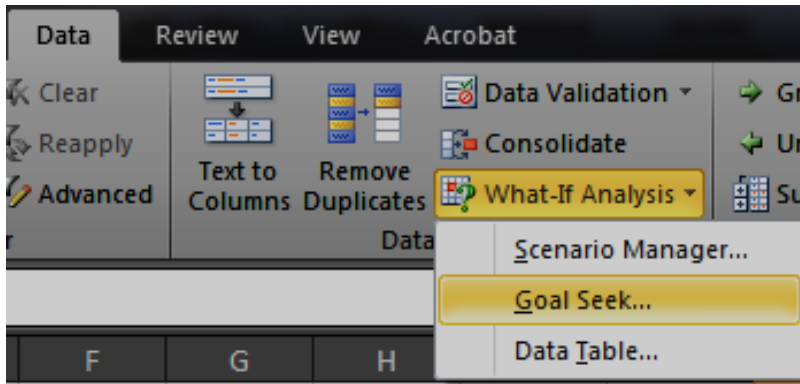 Data Review View Acrobat
Clear
Reapply
Advanced
Text to
Columns
Remove
Duplicates
Data Validation
Consolidate
What-If Analysis
Data
Scenario Manager...
Goal Seek...
Data Table...
F G H